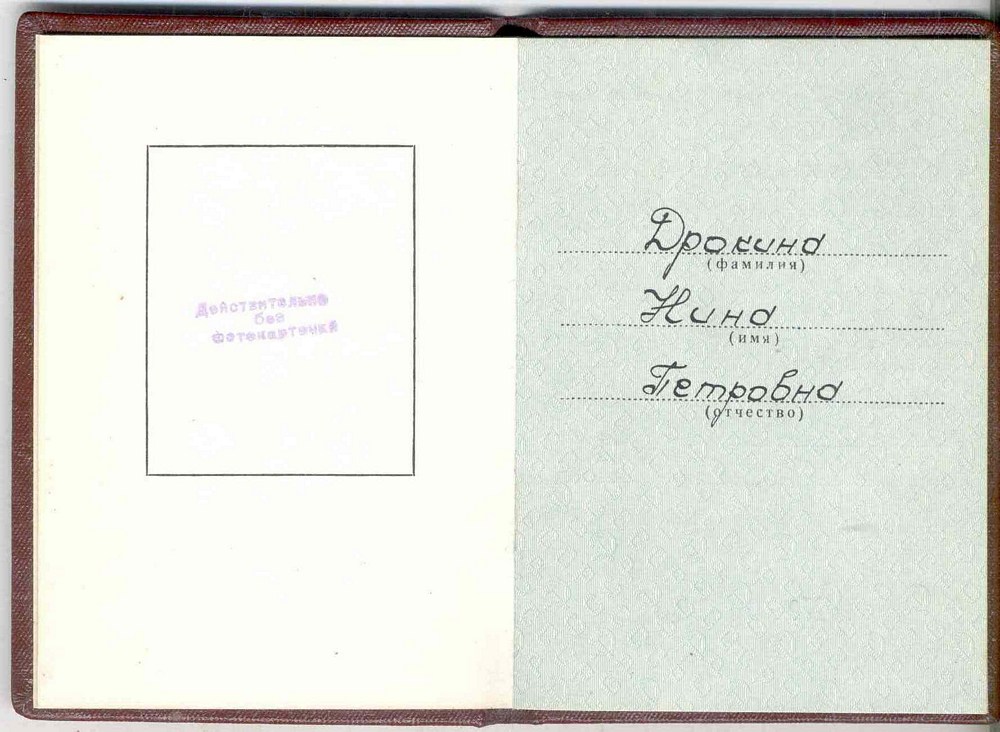 Действительно
без
фотокарточки
Дрокина
(фамилия)
Нина
(имя)
Петровна
(отчество)